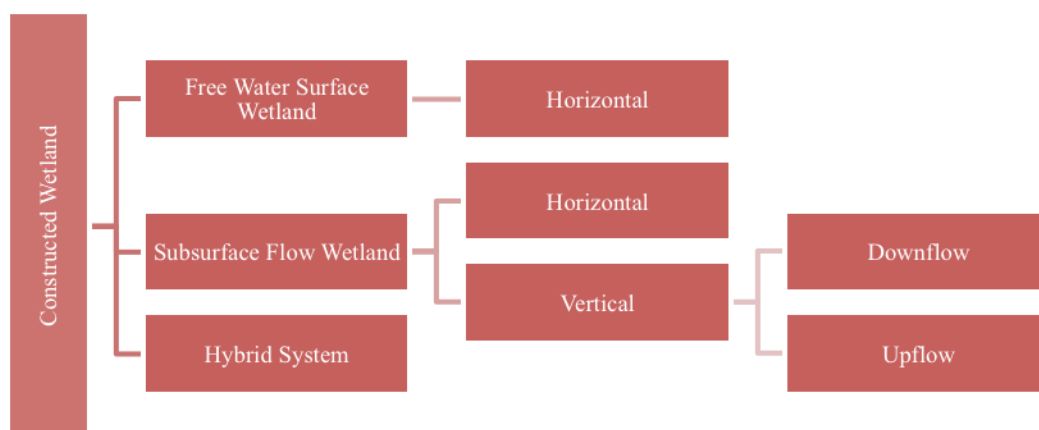 Constructed Wetland
Free Water Surface
Wetland
Horizontal
Subsurface Flow Wetland
Horizontal
Vertical
Downflow
Upflow
Hybrid System